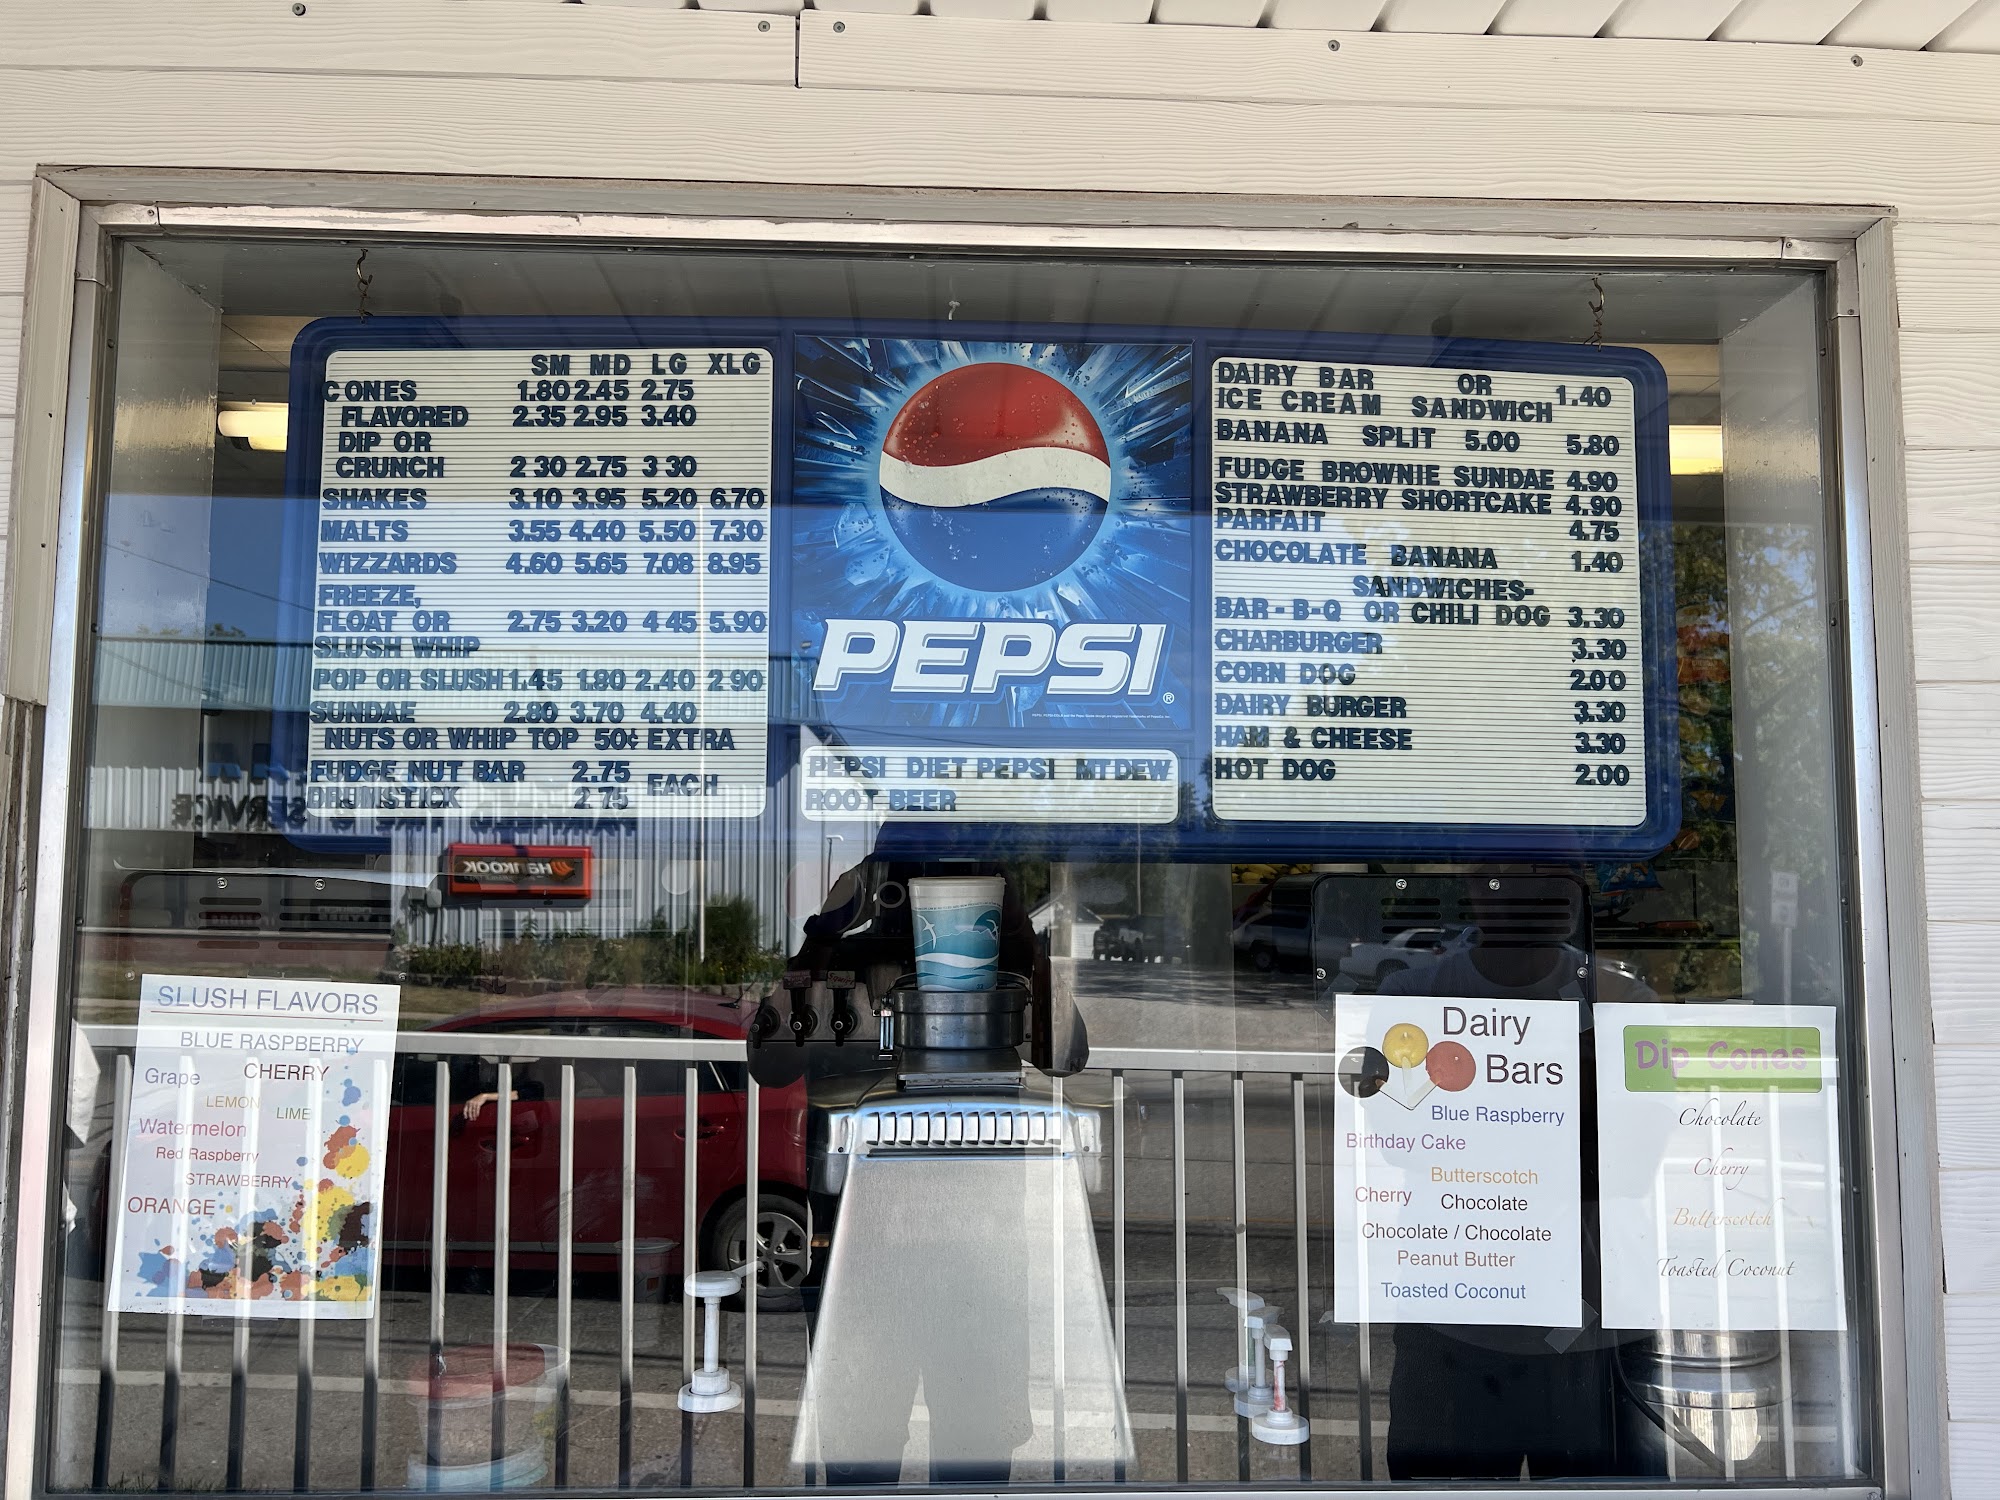 SM MD LG XLG
CONES 1.80 2.45 2.75
FLAVORED 2.35 2.95 3.40
DIP OR
CRUNCH 2 30 2.75 3 30
SHAKES 3.10 3.95 5.20 6.70
MALTS 3.55 4.40 5.50 7.30
WIZZARDS 4.60 5.65 7.08 8.95
FREEZE,
FLOAT OR 2.75 3.20 4 45 5.90
SLUSH WHIP
POP OR SLUSH 1.45 1.80 2.40 2 90
SUNDAE 2.80 3.70 4.40
NUTS OR WHIP TOP 50¢ EXTRA
FUDGE NUT BAR 2.75 EACH
DRUMSTICK 2 75
PEPSI
®
PEPSI DIET PEPSI MT DEW
ROOT BEER
DAIRY BAR OR
ICE CREAM SANDWICH 1.40
BANANA SPLIT 5.00 5.80
FUDGE BROWNIE SUNDAE 4.90
STRAWBERRY SHORTCAKE 4.90
PARFAIT 4.75
CHOCOLATE BANANA 1.40
SANDWICHES-
BAR-B-Q OR CHILI DOG 3.30
CHARBURGER 3.30
CORN DOG 2.00
DAIRY BURGER 3.30
HAM & CHEESE 3.30
HOT DOG 2.00
SERVICE
HANKOOK
SLUSH FLAVORS
BLUE RASPBERRY
Grape CHERRY
LEMON LIME
Watermelon
Red Raspberry
STRAWBERRY
ORANGE
Dairy
Bars
Blue Raspberry
Birthday Cake
Butterscotch
Cherry Chocolate
Chocolate / Chocolate
Peanut Butter
Toasted Coconut
Dip Cones
Chocolate
Cherry
Butterscotch
Toasted Coconut